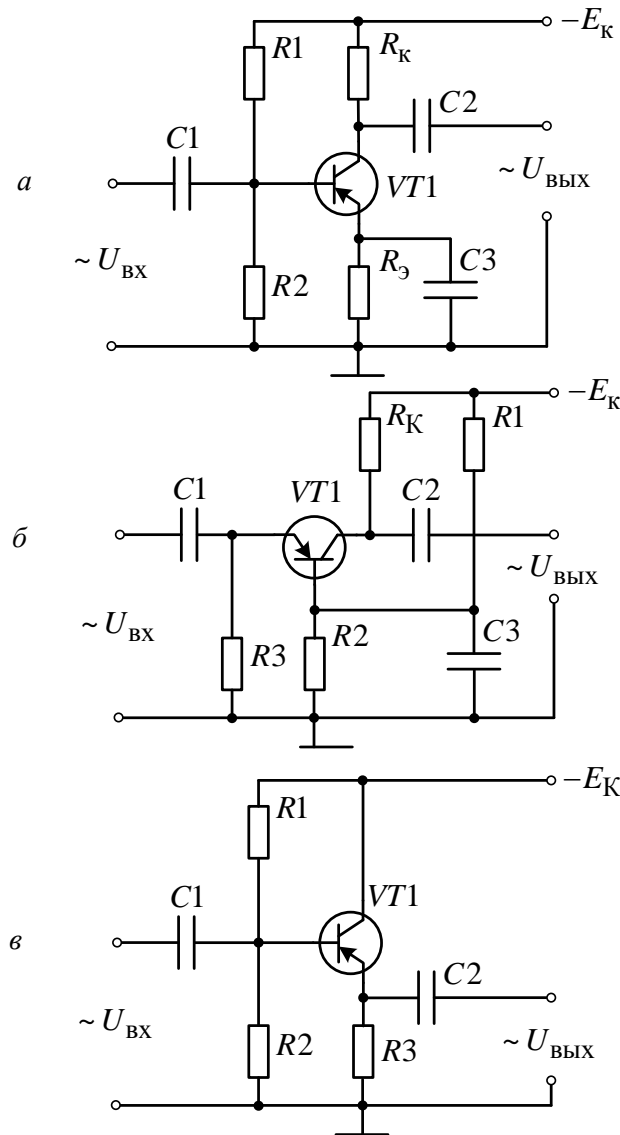 −Eк
R1
Rк
C2
C1
а
VT1
~ Uвых
~ Uвх
R2
Rэ
C3
−Eк
RК
R1
C1
VT1
C2
б
~ Uвых
~ Uвх
R3
R2
C3
−EК
R1
C1
VT1
в
C2
~ Uвх
R2
R3
~ Uвых